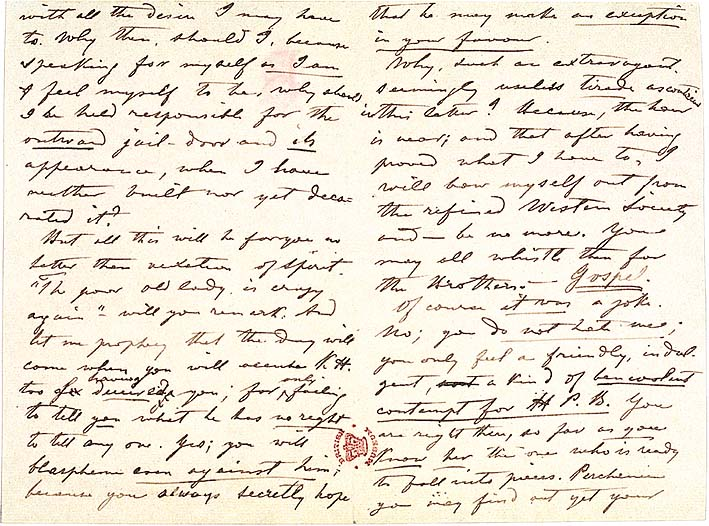 with all the desire I may have
to. Why then, should I, because
speaking for myself as I am
& feel myself to be, why should
I be held responsible for the
outward jail-door and its
appearance, when I have
neither built nor yet deco-
rated it?
But all this will be for you no
better than vexation of spirit.
"The poor old lady is crazy
again" – will you remark. And
let me prophecy that the day will
come when you will accuse K.H.
too of having deceived you; for only failing
to tell you what he has no right
to tell any one. Yes; you will
blaspheme even against him;
because you always secretly hope
that he may make an exception
in your favour.
Why, such an extravagant,
seemingly useless tirade as contained
in this letter? Because, the hour
is near; and that after having
proved what I have to, I
will bow myself out from
the refined Western Society
and — be no more. You
may all whistle then for
the Brothers. — Gospel.
Of course it was a joke.
No; you do not hate me;
you only feel a friendly, indul-
gent, a kind of benevolent
contempt for H P. B. You
are right there, so far as you
Know her the one who is ready
to fall into pieces. Perchance
you may find out yet your
BRITISH MUSEUM